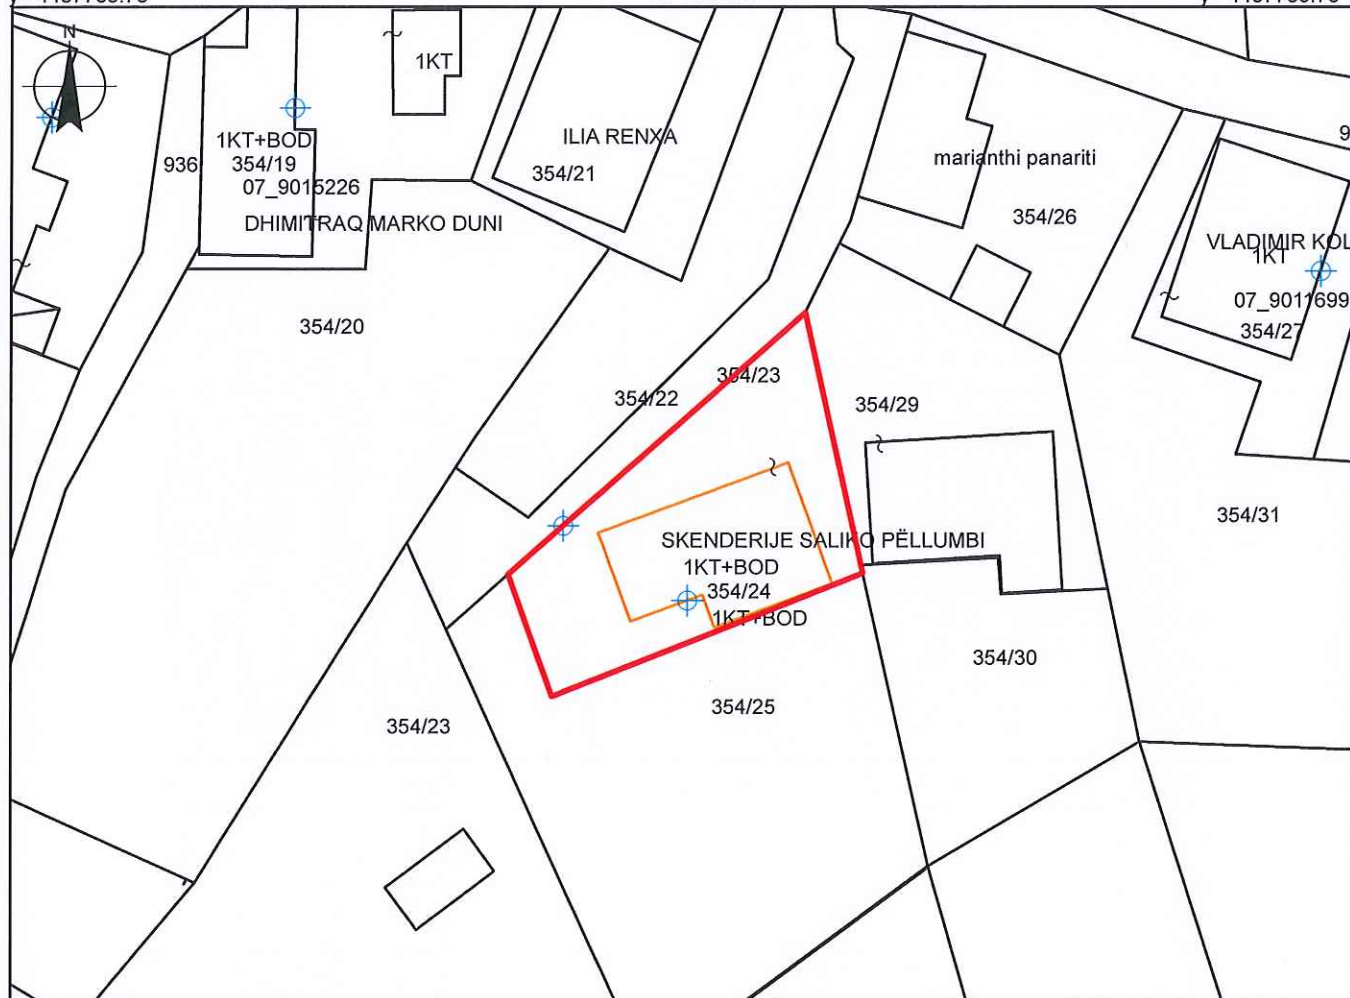 N
1KT
1KT+BOD
354/19
936
07_9015226
DHIMITRAQ MARKO DUNI
ILIA RENXA
354/21
marianthi panariti
354/26
VLADIMIR KOL
1KT
07_9011699
354/27
9
354/20
354/23
354/22
354/29
354/31
SKENDERIJE SALIKO PËLLUMBI
1KT+BOD
354/24
1KT+BOD
354/30
354/25
354/23